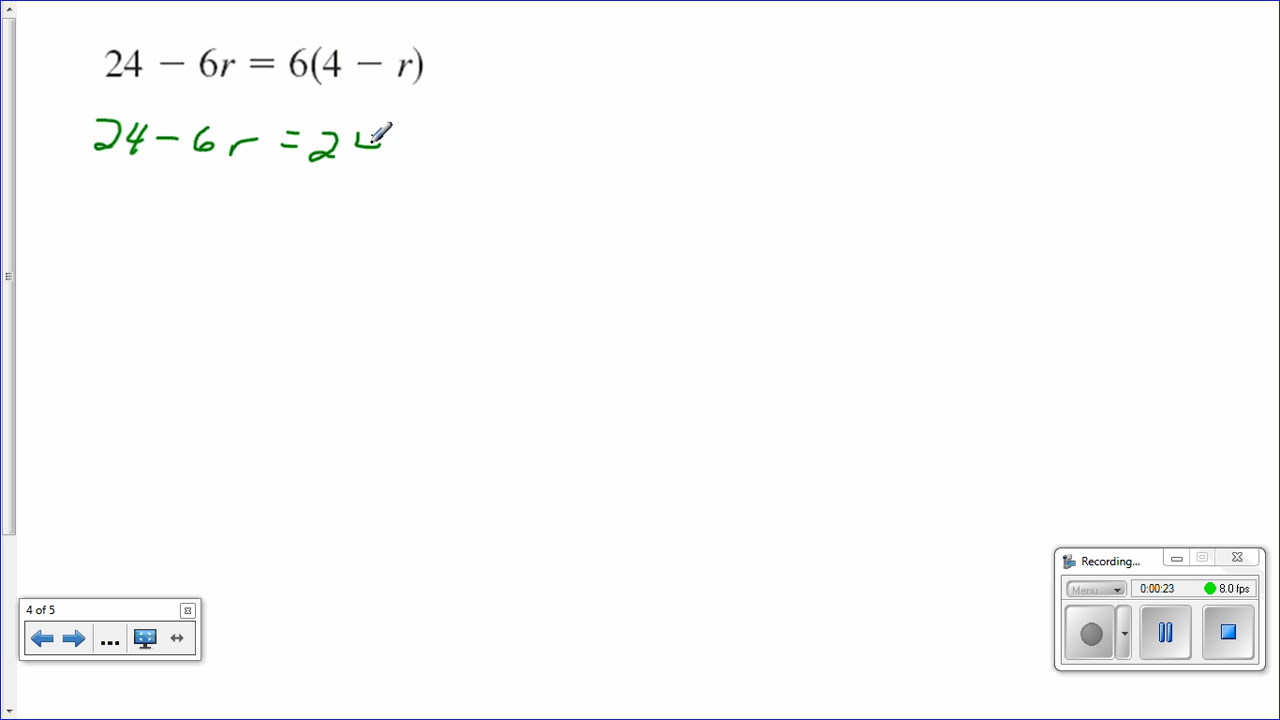 24 − 6r = 6(4 − r)
24 - 6r = 24
Recording...
Menu
0:00:23
8.0 fps
4 of 5
...